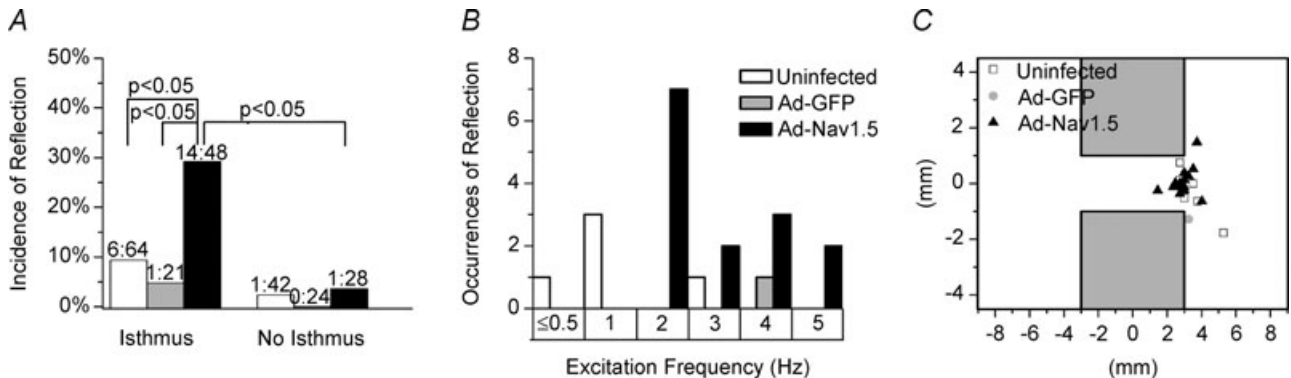 A
Incidence of Reflection
50%
40%
30%
20%
10%
0%
p<0.05
p<0.05
p<0.05
6:64
1:21
14:48
1:42
0:24
1:28
Isthmus
No Isthmus
B
Occurrences of Reflection
8
6
4
2
0
Uninfected
Ad-GFP
Ad-Nav1.5
≤0.5 1 2 3 4 5
Excitation Frequency (Hz)
C
(mm)
4
2
0
-2
-4
Uninfected
Ad-GFP
Ad-Nav1.5
-8 -6 -4 -2 0 2 4 6 8
(mm)